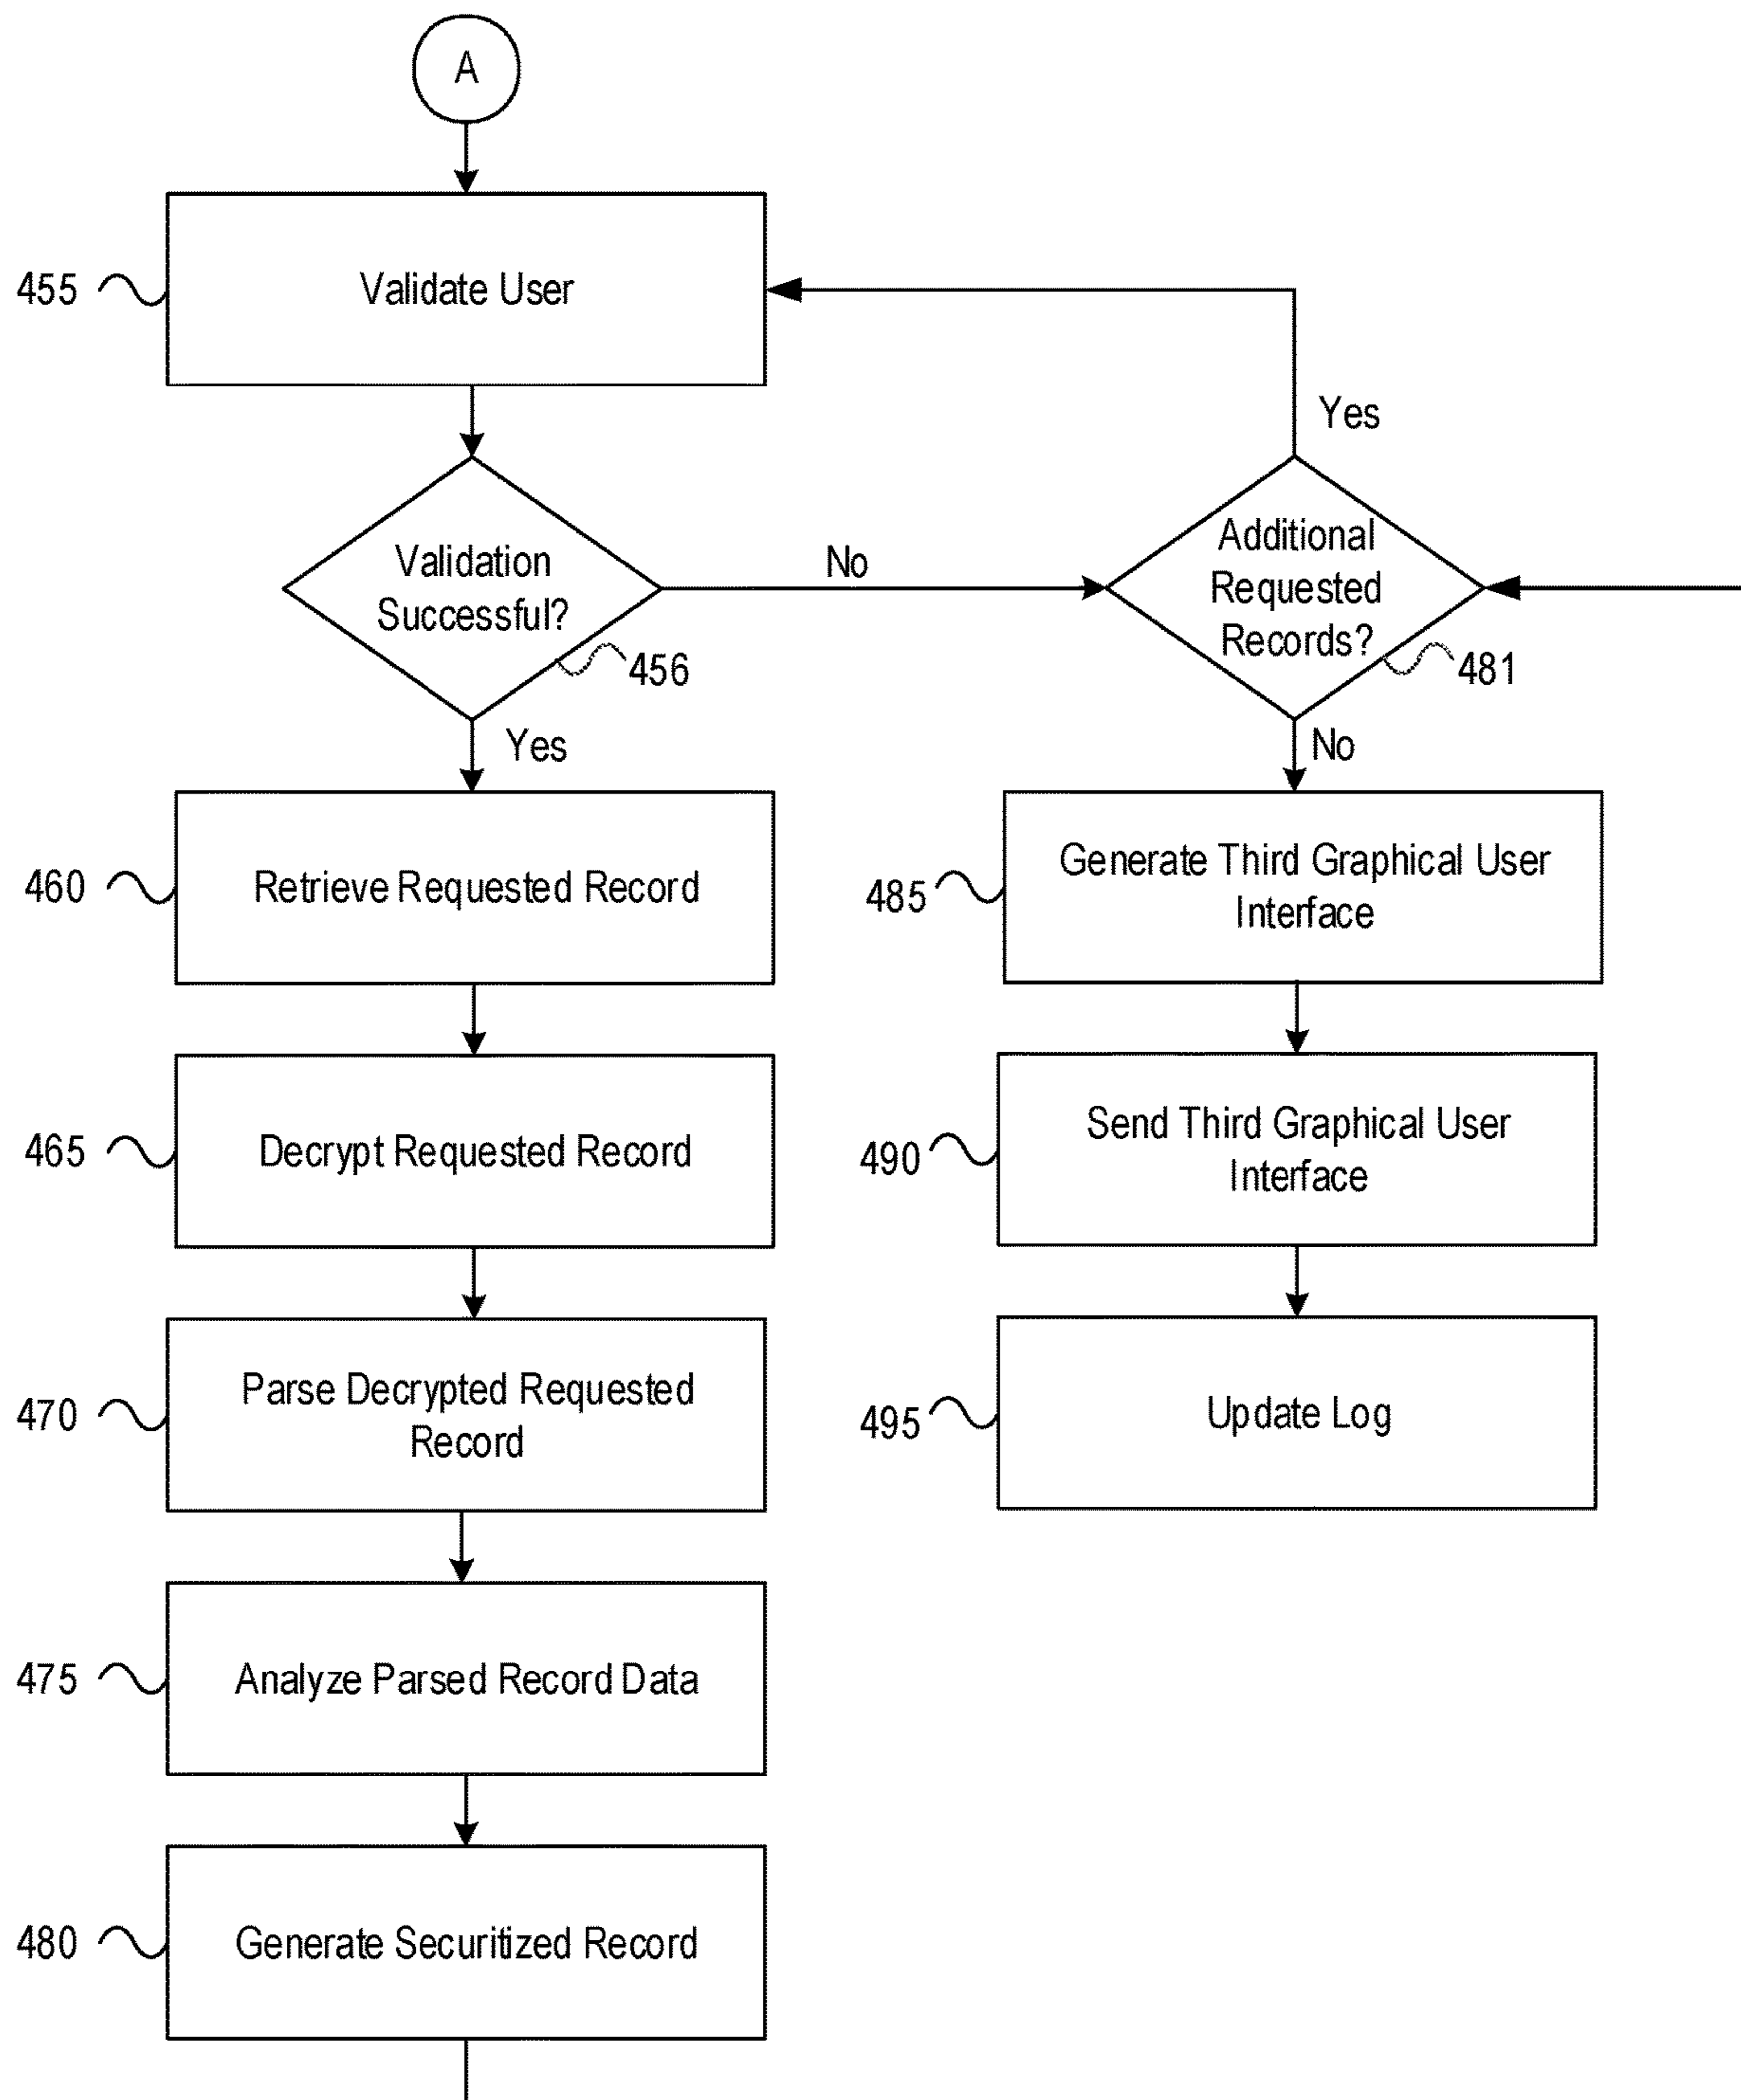 A
455
Validate User
Yes
Validation
Successful?
456
No
Additional
Requested
Records?
481
Yes
No
460
Retrieve Requested Record
485
Generate Third Graphical User
Interface
465
Decrypt Requested Record
490
Send Third Graphical User
Interface
470
Parse Decrypted Requested
Record
495
Update Log
475
Analyze Parsed Record Data
480
Generate Securitized Record